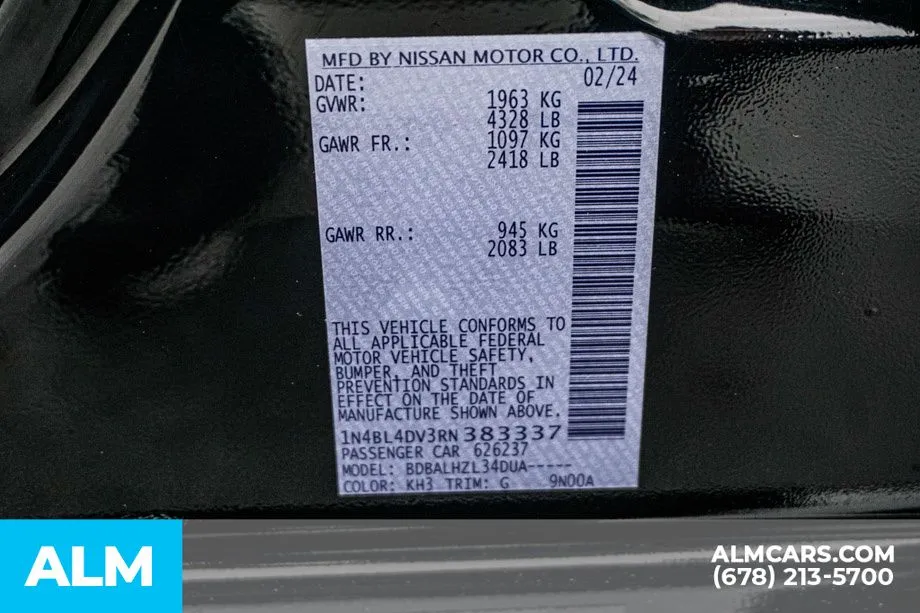 MFD BY NISSAN MOTOR CO., LTD.
DATE: 02/24
GVWR: 1963 KG
4328 LB
GAWR FR.: 1097 KG
2418 LB
GAWR RR.: 945 KG
2083 LB
THIS VEHICLE CONFORMS TO
ALL APPLICABLE FEDERAL
MOTOR VEHICLE SAFETY,
BUMPER, AND THEFT
PREVENTION STANDARDS IN
EFFECT ON THE DATE OF
MANUFACTURE SHOWN ABOVE.
1N4BL4DV3RN383337
PASSENGER CAR 626237
MODEL: BDBALHZL34DUA-----
COLOR: KH3 TRIM: G 9N00A
ALM
ALMCARS.COM
(678) 213-5700